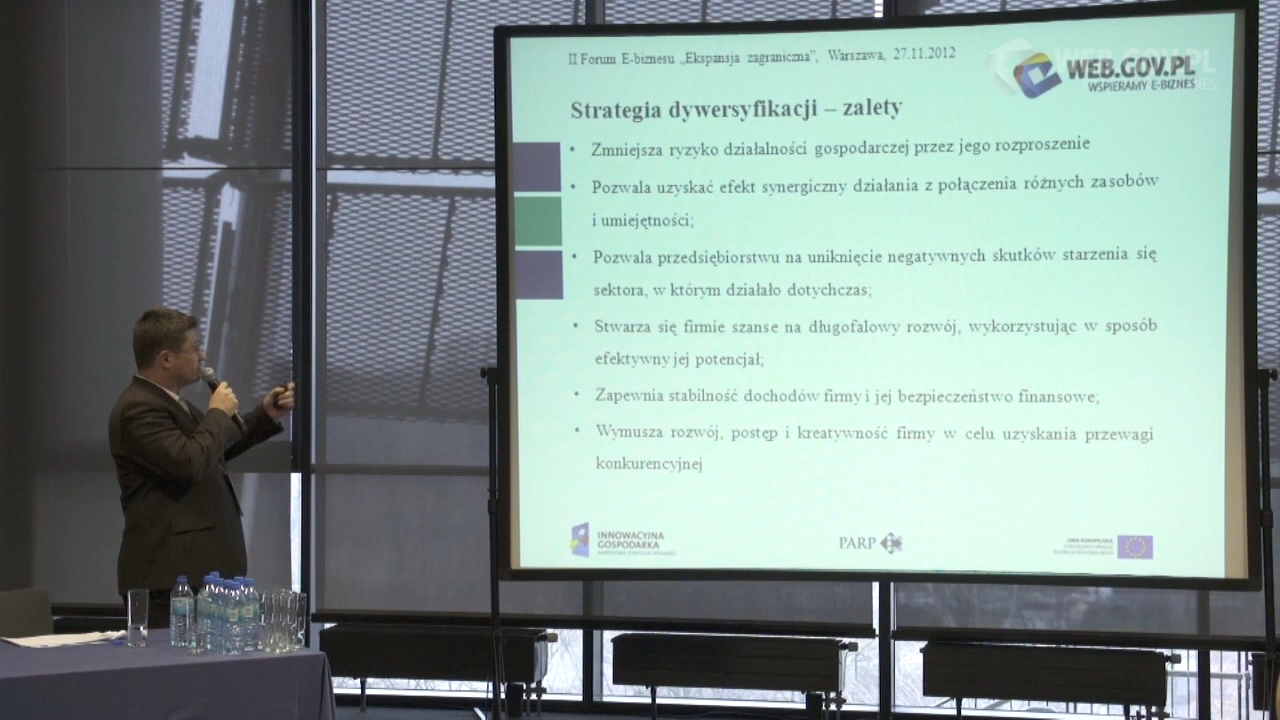 II Forum E-biznesu „Ekspansja zagraniczna”, Warszawa, 27.11.2012
WEB.GOV.PL
WSPIERAMY E-BIZNES
Strategia dywersyfikacji – zalety
• Zmniejsza ryzyko działalności gospodarczej przez jego rozproszenie
• Pozwala uzyskać efekt synergiczny działania z połączenia różnych zasobów
i umiejętności;
• Pozwala przedsiębiorstwu na uniknięcie negatywnych skutków starzenia się
sektora, w którym działało dotychczas;
• Stwarza się firmie szanse na długofalowy rozwój, wykorzystując w sposób
efektywny jej potencjał;
• Zapewnia stabilność dochodów firmy i jej bezpieczeństwo finansowe;
• Wymusza rozwój, postęp i kreatywność firmy w celu uzyskania przewagi
konkurencyjnej
INNOWACYJNA
GOSPODARKA
NARODOWA STRATEGIA SPÓJNOŚCI
PARP
UNIA EUROPEJSKA